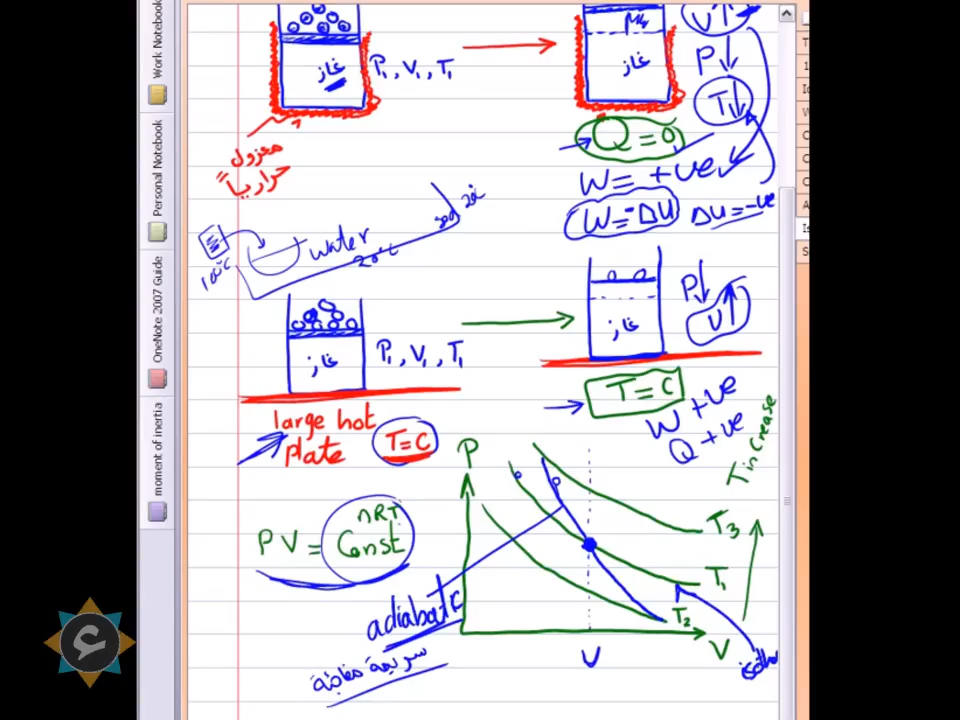 Work Notebook
Personal Notebook
OneNote 2007 Guide
moment of inertia
غاز
P₁, V₁, T₁
معزول
حرارياً
Mg
غاز
V↑
P↓
T↓
Q = 0
W = +ve
W = -ΔU
ΔU = -ve
water
20°C
100°C
غاز
P₁, V₁, T₁
large hot
plate
T=C
غاز
P↓
V↑
T = C
W +ve
Q +ve
T increase
PV = Const
nRT
P
T₃
T₁
T₂
V
V
adiabatic
سريعة مفاجئة
ع